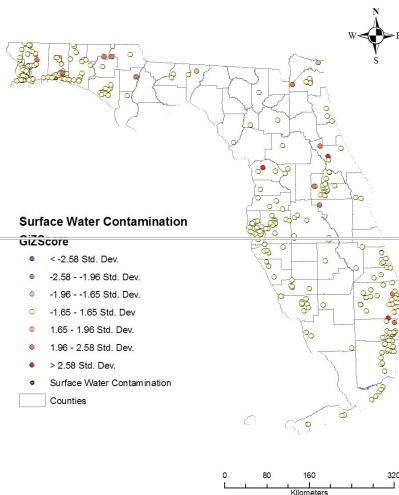 N
W E
S
Surface Water Contamination
GiZScore
< -2.58 Std. Dev.
-2.58 - -1.96 Std. Dev.
-1.96 - -1.65 Std. Dev.
-1.65 - 1.65 Std. Dev
1.65 - 1.96 Std. Dev.
1.96 - 2.58 Std. Dev.
> 2.58 Std. Dev.
Surface Water Contamination
Counties
0 80 160 320
Kilometers